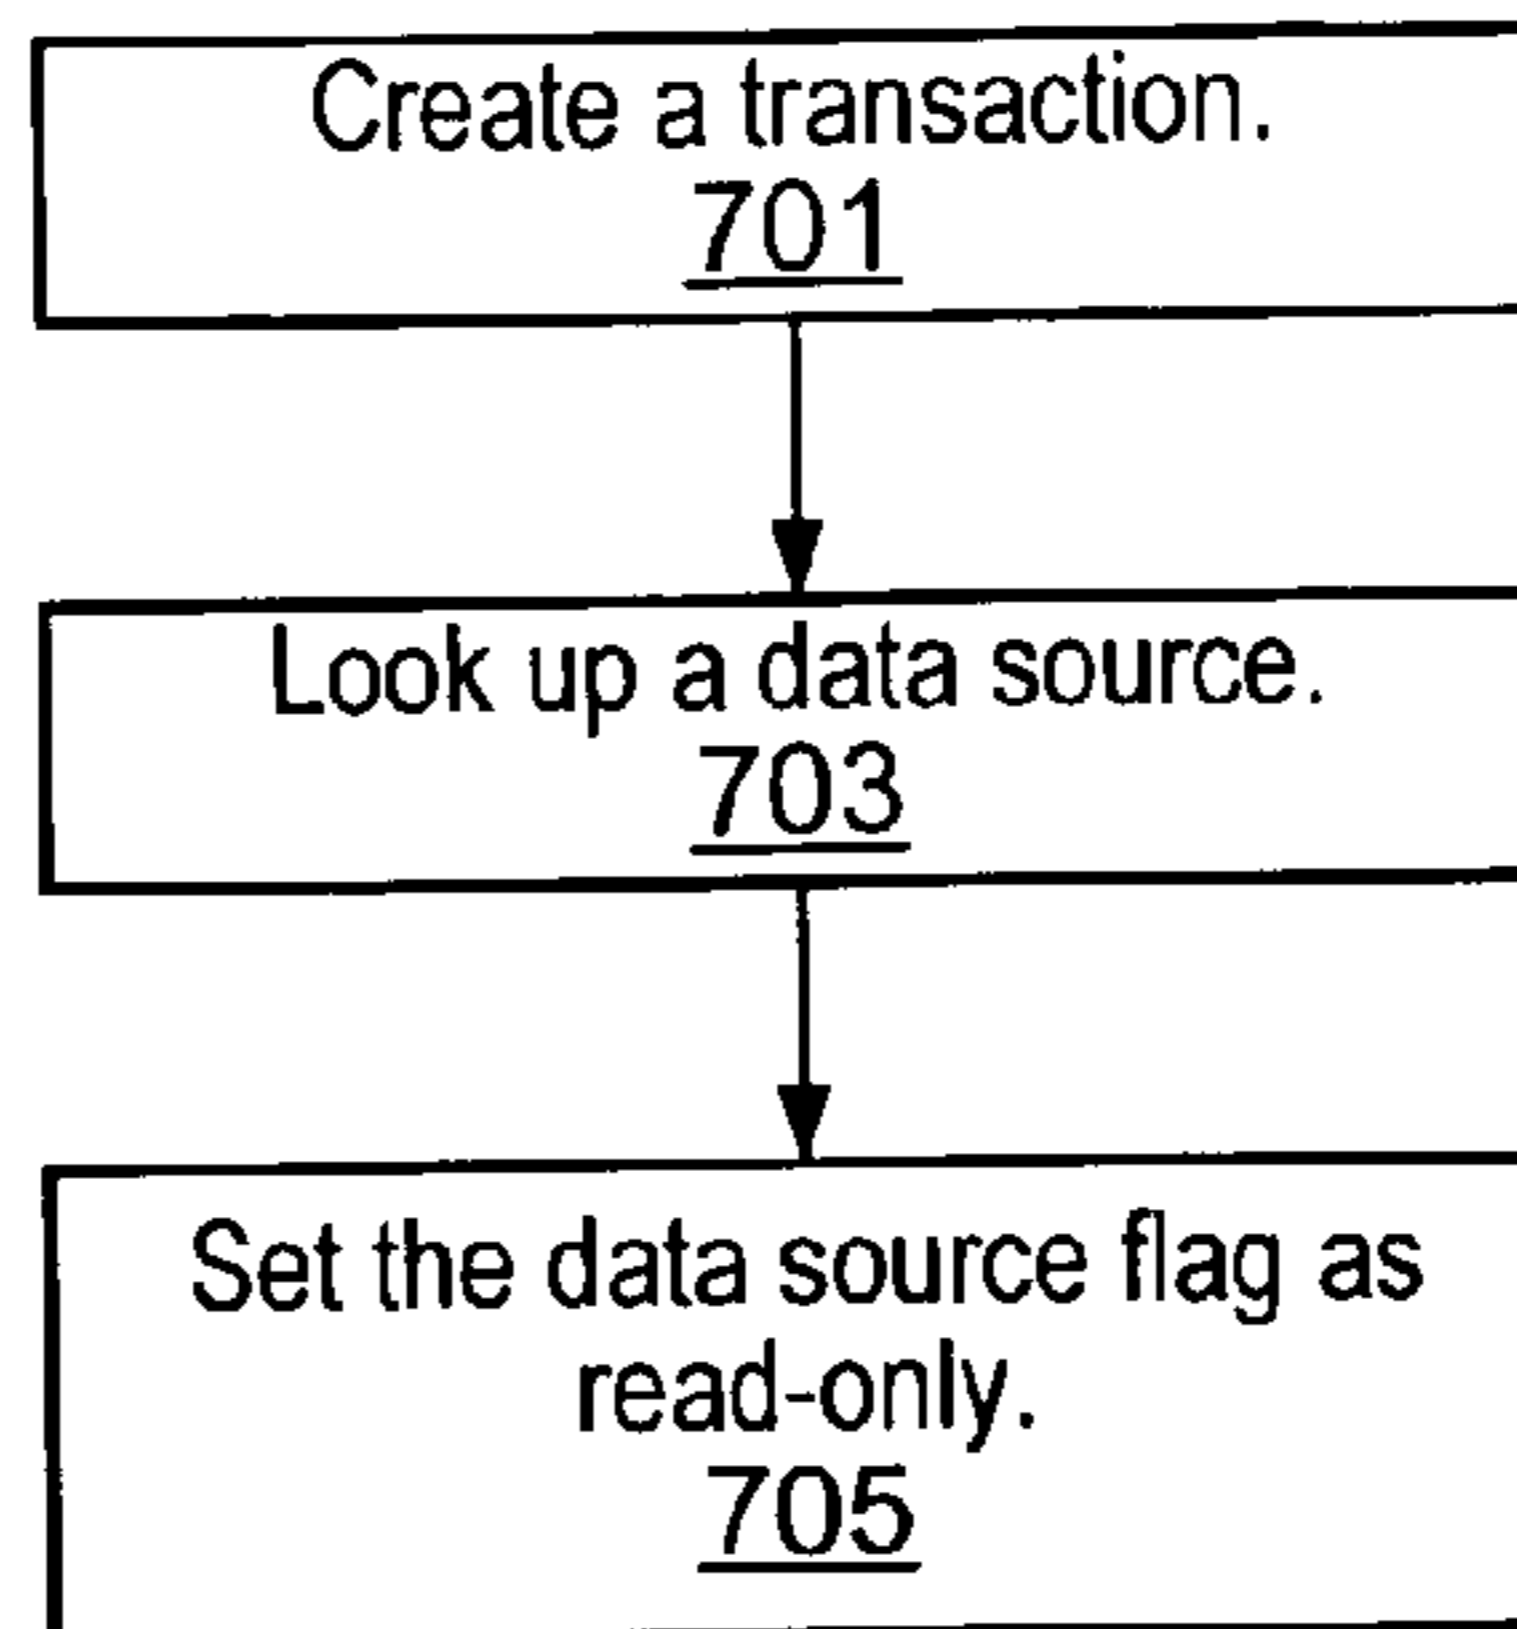 Create a transaction.
701
Look up a data source.
703
Set the data source flag as
read-only.
705